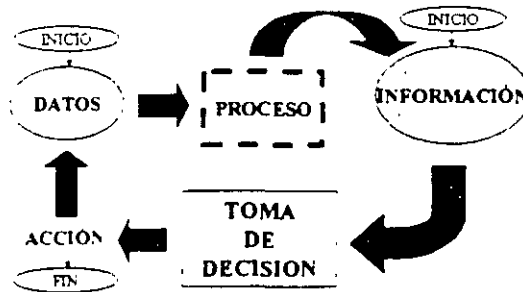 INICIO
INICIO
DATOS
PROCESO
INFORMACIÓN
TOMA
DE
DECISION
ACCIÓN
FIN